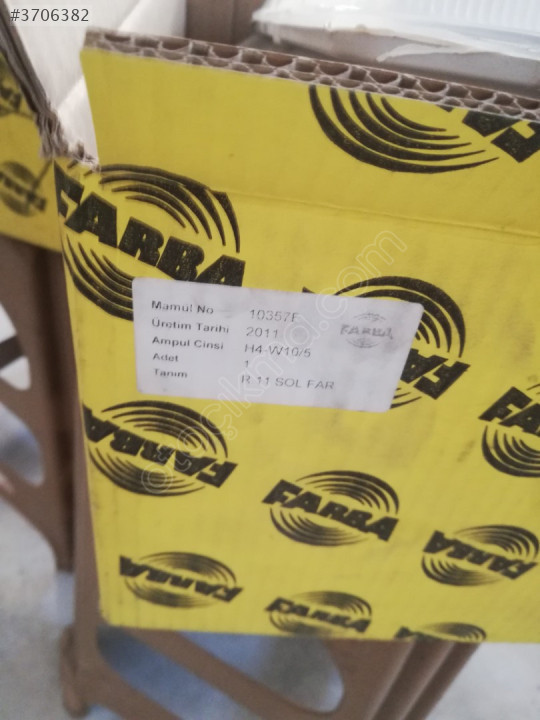 #3706382
FARBA
Mamul No 10357F
Üretim Tarihi 2011
Ampul Cinsi H4-W10/5
Adet 1
Tanım R 11 SOL FAR
FARBA
FARBA
FARBA
FARBA
FARBA
FARBA
FARBA